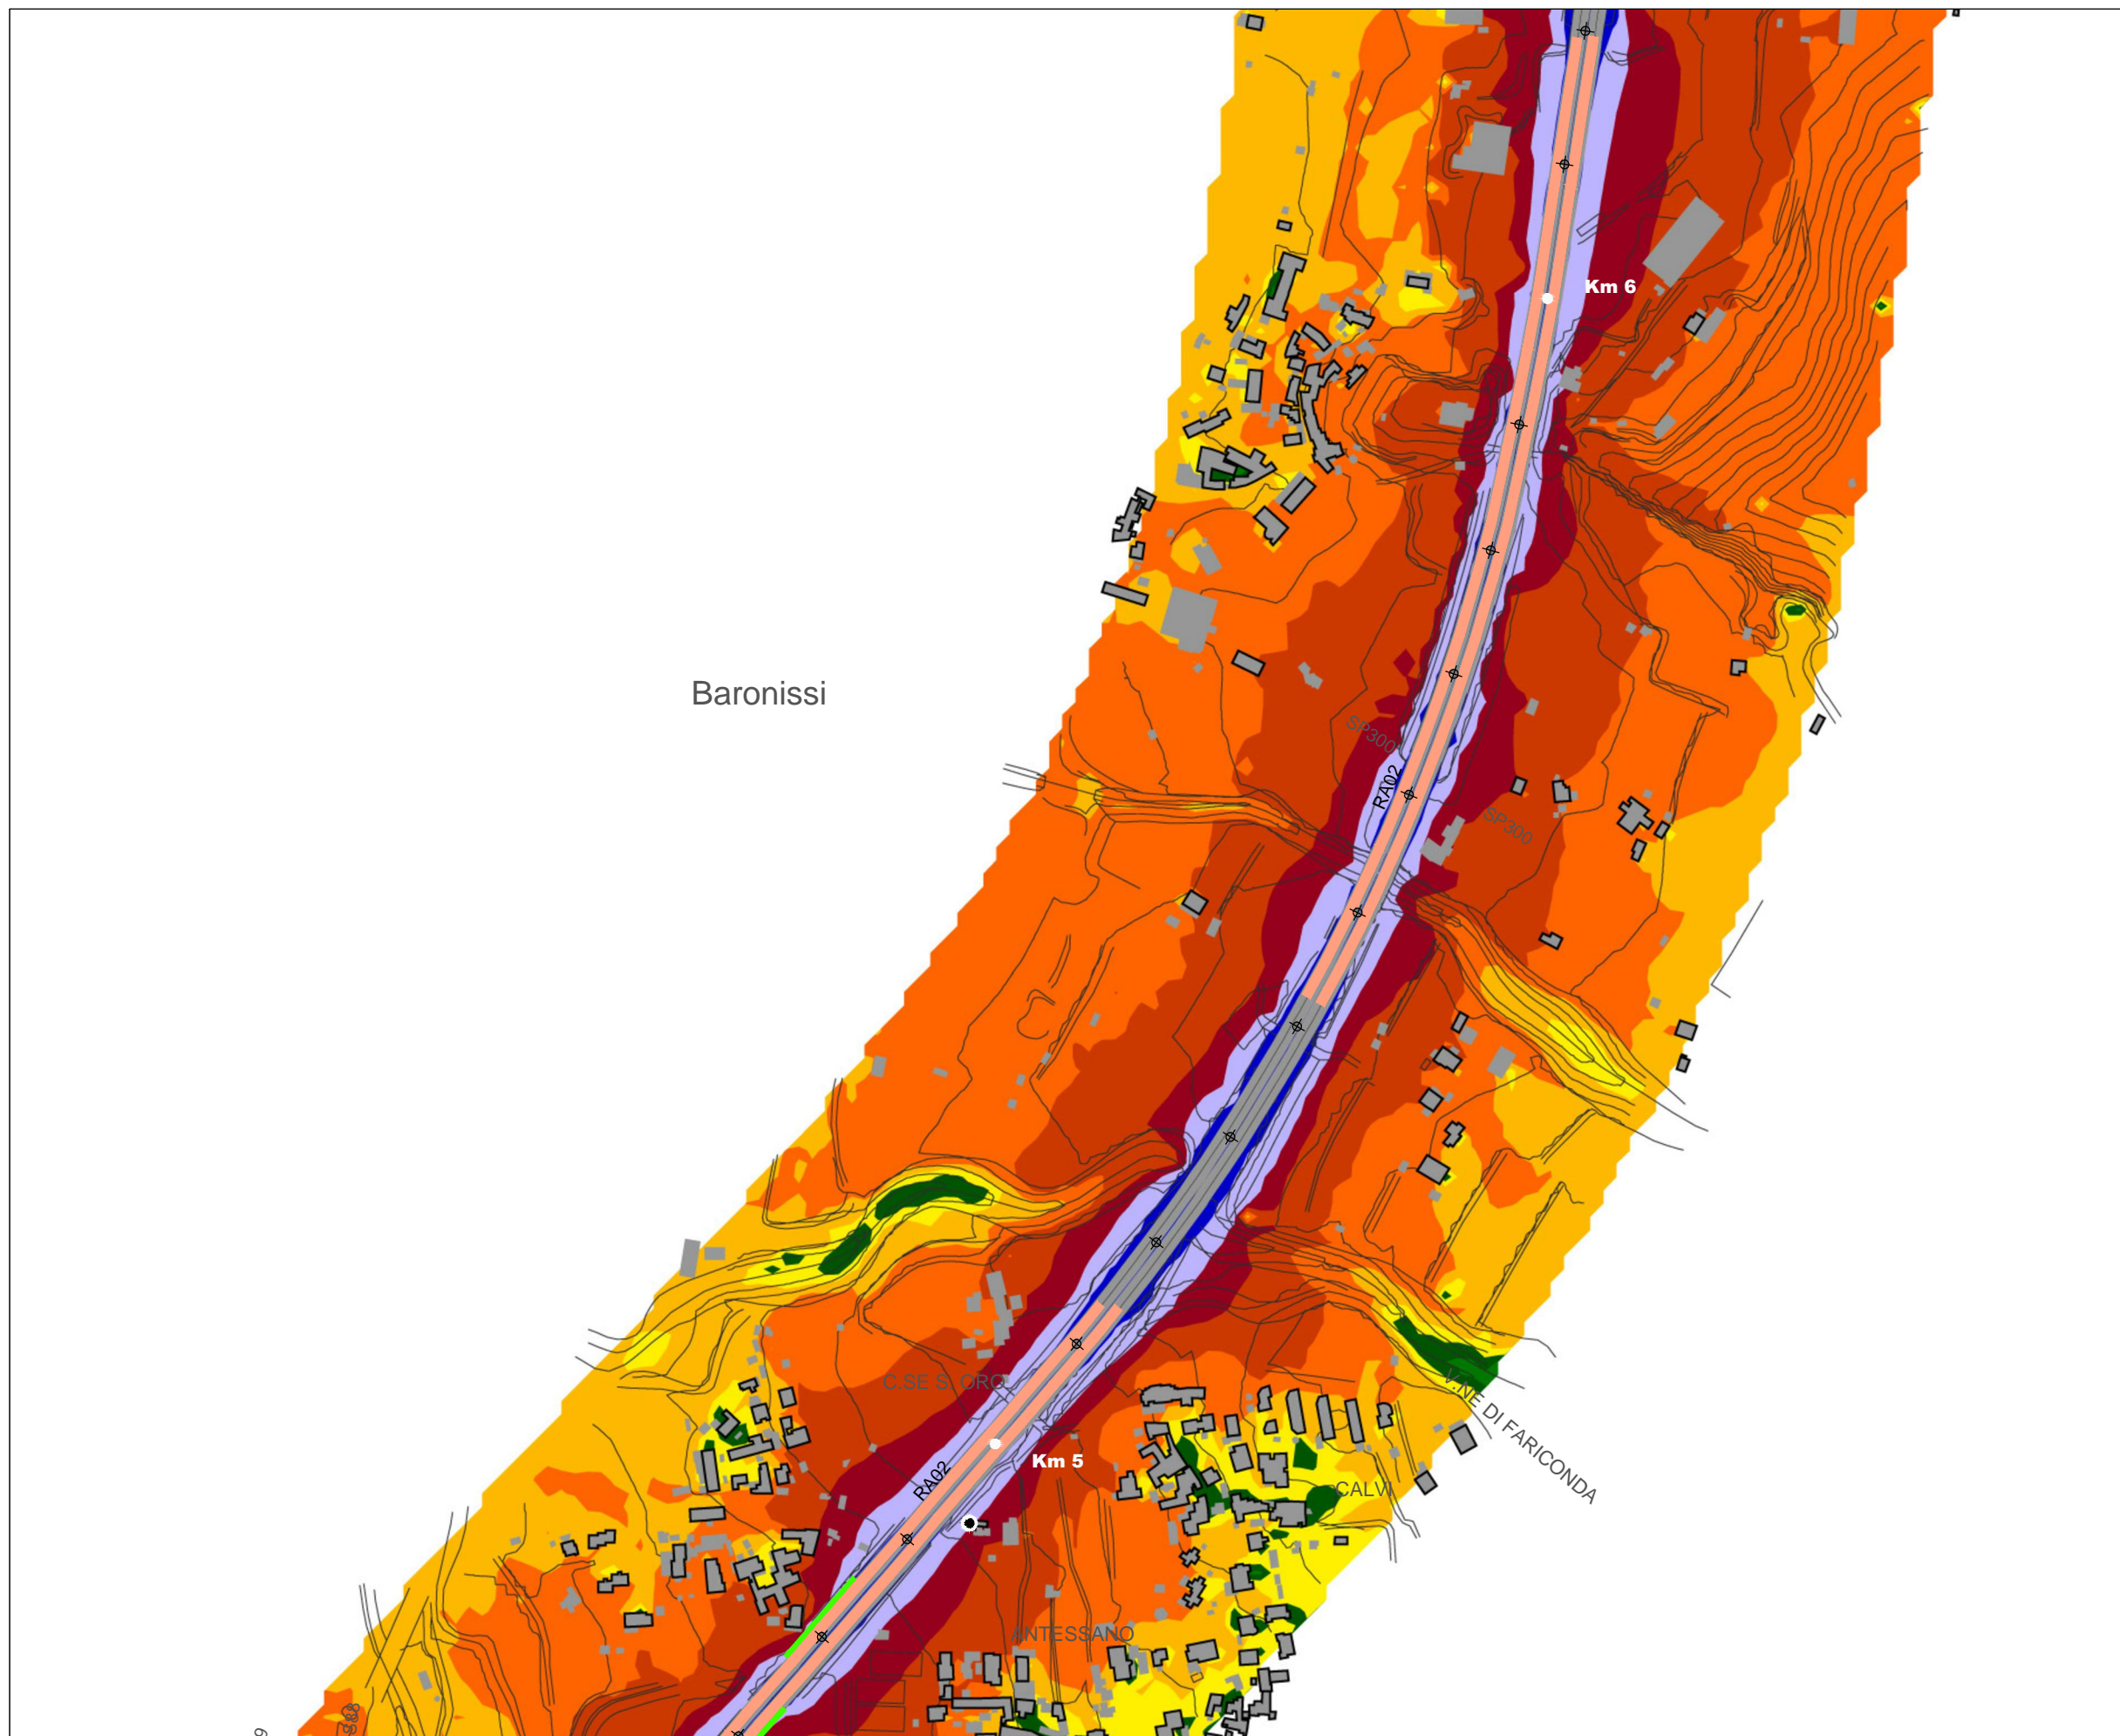 Km 6
Baronissi
SP300
RA02
SP300
C.SE S. ORO
V.NE DI FARICONDA
Km 5
RA02
CALVI
ANTESSANO